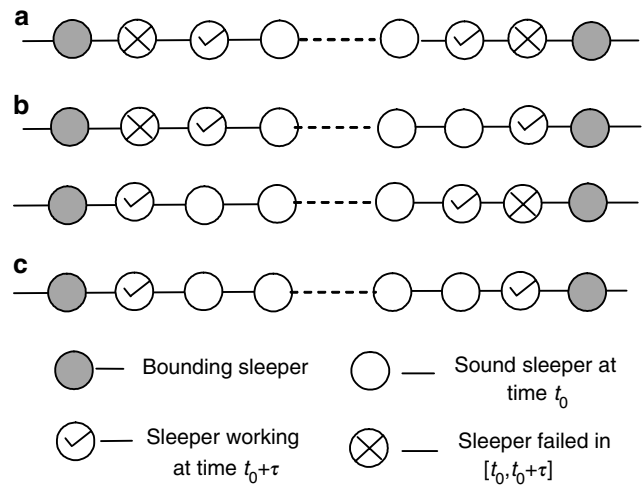 a
b
c
Bounding sleeper
Sound sleeper at
time t₀
Sleeper working
at time t₀+τ
Sleeper failed in
[t₀,t₀+τ]